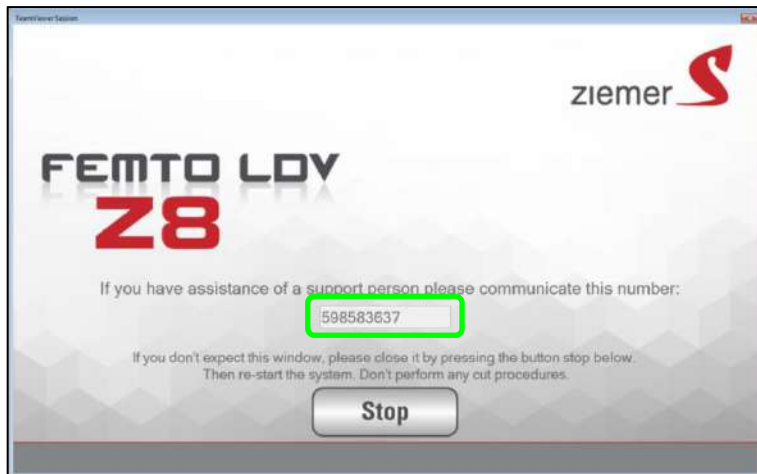 TeamViewer Session
ziemer
FEMTO LDV
Z8
If you have assistance of a support person please communicate this number:
598583637
If you don't expect this window, please close it by pressing the button stop below.
Then re-start the system. Don't perform any cut procedures.
Stop